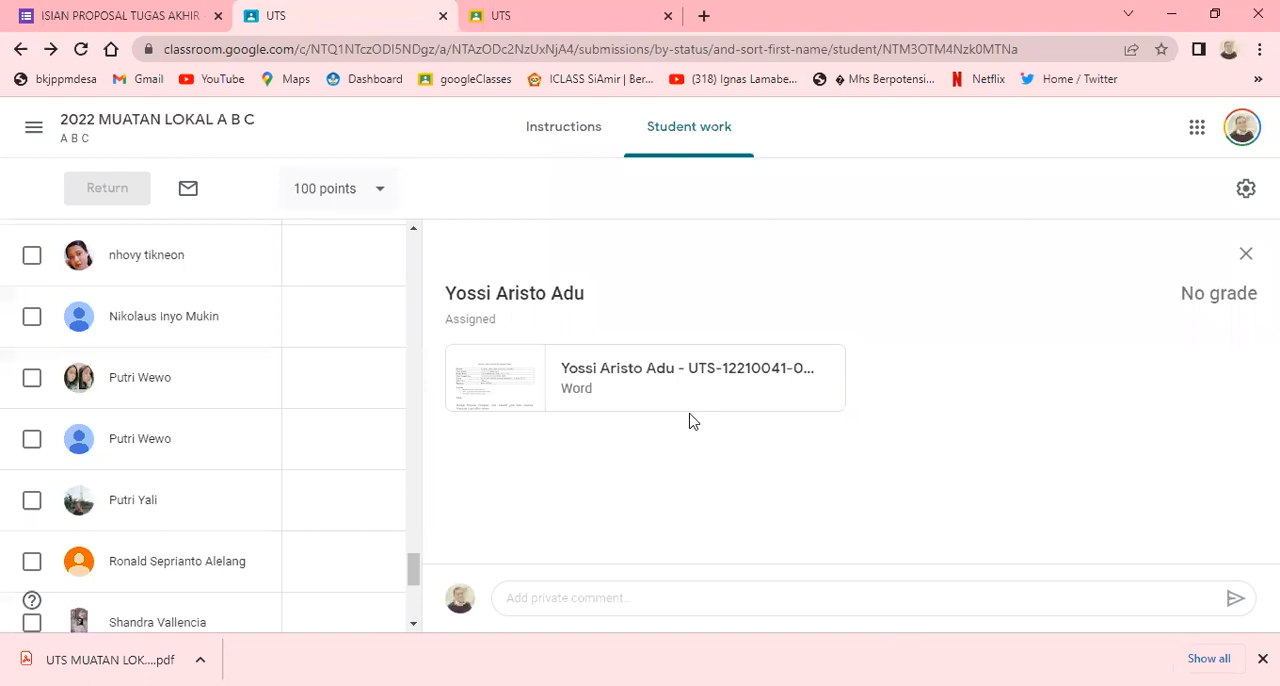 ISIAN PROPOSAL TUGAS AKHIR
UTS
UTS
classroom.google.com/c/NTQ1NTczODI5NDgz/a/NTAzODc2NzUxNjA4/submissions/by-status/and-sort-first-name/student/NTM3OTM4Nzk0MTNa
bkjppmdesa
Gmail
YouTube
Maps
Dashboard
googleClasses
ICLASS SiAmir | Ber...
(318) Ignas Lamabe...
� Mhs Berpotensi...
Netflix
Home / Twitter
»
2022 MUATAN LOKAL A B C
A B C
Instructions
Student work
Return
100 points
nhovy tikneon
Nikolaus Inyo Mukin
Putri Wewo
Putri Wewo
Putri Yali
Ronald Seprianto Alelang
Shandra Vallencia
Yossi Aristo Adu
Assigned
No grade
Yossi Aristo Adu - UTS-12210041-0...
Word
Add private comment...
UTS MUATAN LOK....pdf
Show all